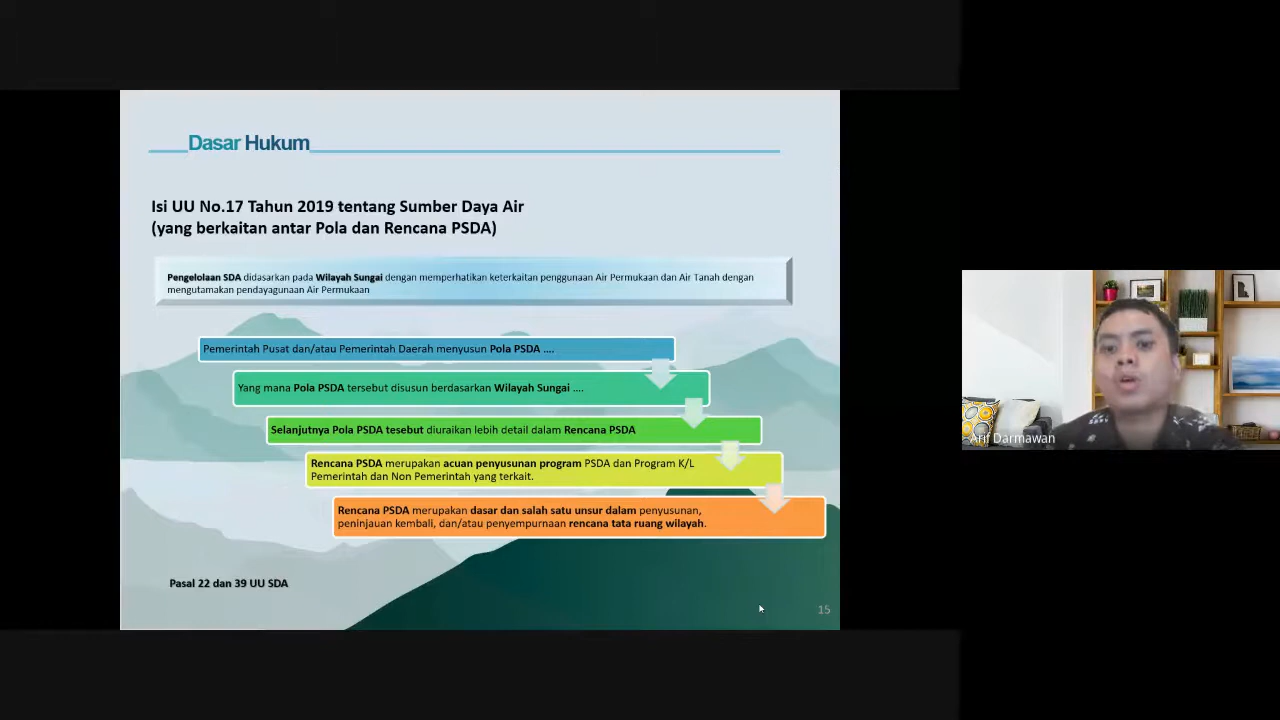 Dasar Hukum
Isi UU No.17 Tahun 2019 tentang Sumber Daya Air
(yang berkaitan antar Pola dan Rencana PSDA)
Pengelolaan SDA didasarkan pada Wilayah Sungai dengan memperhatikan keterkaitan penggunaan Air Permukaan dan Air Tanah dengan
mengutamakan pendayagunaan Air Permukaan
Pemerintah Pusat dan/atau Pemerintah Daerah menyusun Pola PSDA ....
Yang mana Pola PSDA tersebut disusun berdasarkan Wilayah Sungai ....
Selanjutnya Pola PSDA tesebut diuraikan lebih detail dalam Rencana PSDA
Rencana PSDA merupakan acuan penyusunan program PSDA dan Program K/L
Pemerintah dan Non Pemerintah yang terkait.
Rencana PSDA merupakan dasar dan salah satu unsur dalam penyusunan,
peninjauan kembali, dan/atau penyempurnaan rencana tata ruang wilayah.
Pasal 22 dan 39 UU SDA
15
Arif Darmawan